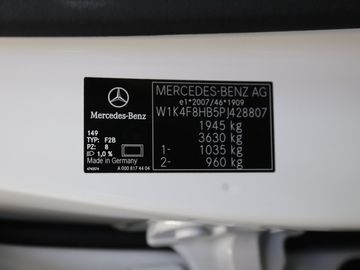 Mercedes-Benz
149
TYP: F2B
PZ: 8
1,0 %
Made in Germany
A 000 817 44 04
MERCEDES-BENZ AG
e1*2007/46*1909
W1K4F8HB5PJ428807
1945 kg
3630 kg
1- 1035 kg
2- 960 kg